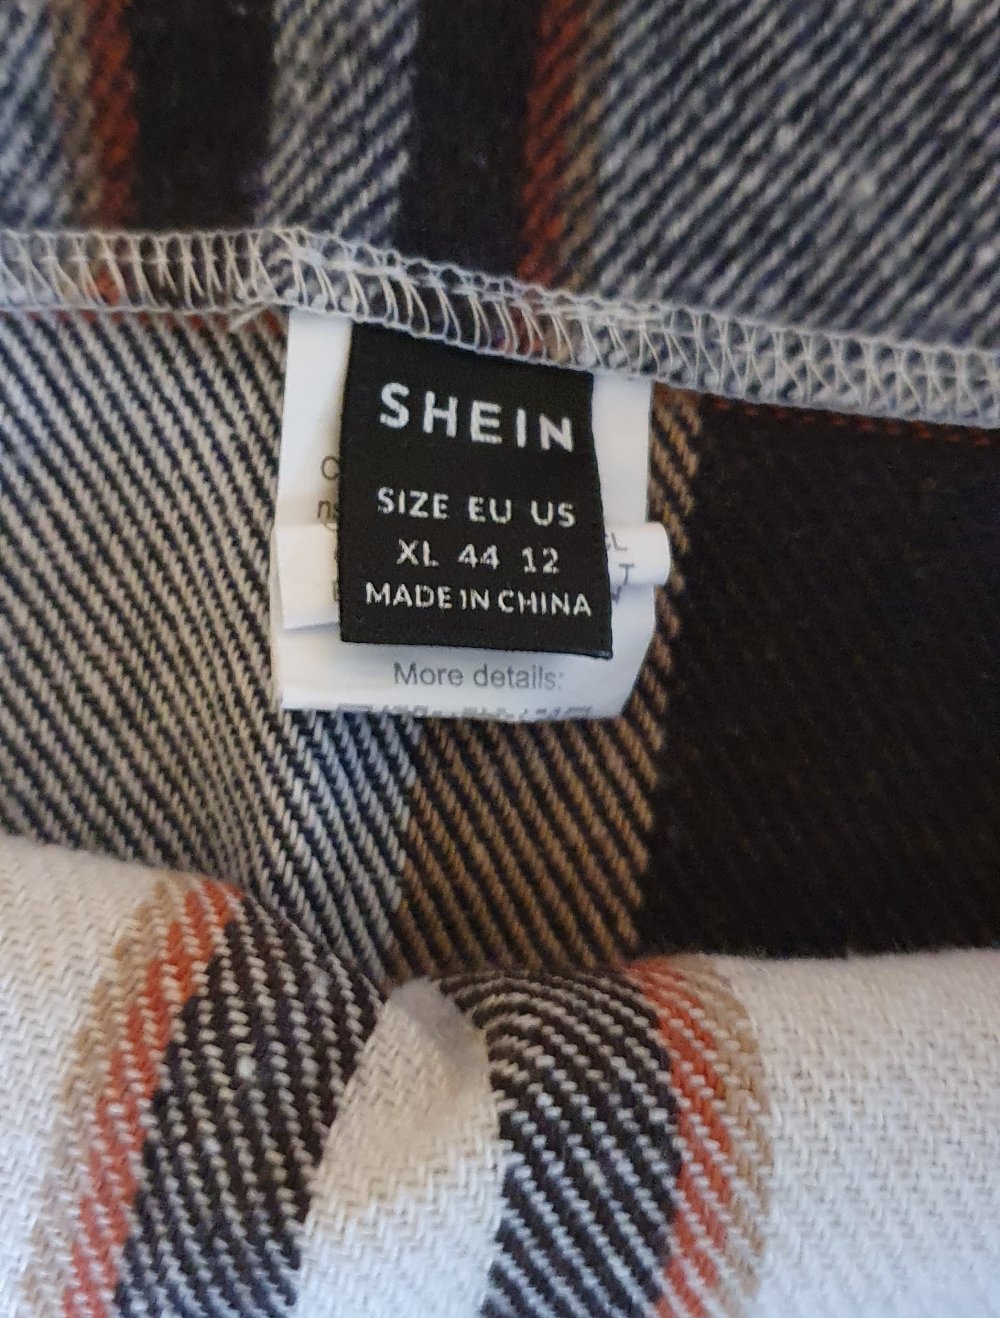 SHEIN
SIZE EU US
XL 44 12
MADE IN CHINA
More details: